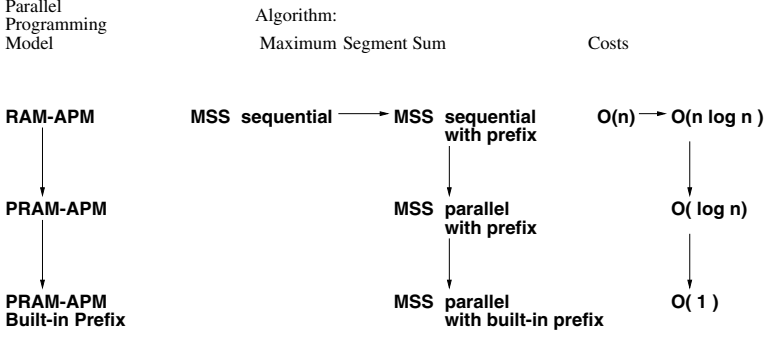 Parallel
Programming
Model
Algorithm:
Maximum Segment Sum
Costs
RAM-APM
MSS sequential
MSS sequential
with prefix
O(n)
O(n log n )
PRAM-APM
MSS parallel
with prefix
O( log n)
PRAM-APM
Built-in Prefix
MSS parallel
with built-in prefix
O( 1 )